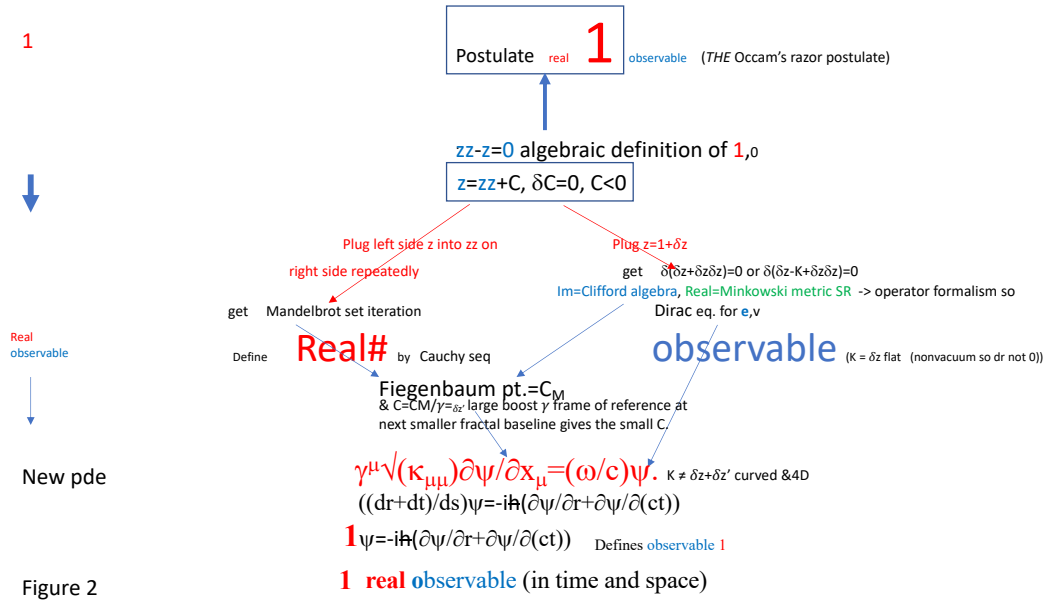 1
Postulate real 1 observable (THE Occam's razor postulate)
zz-z=0 algebraic definition of 1,0
z=zz+C, δC=0, C<0
Plug left side z into zz on
right side repeatedly
Plug z=1+δz
get δ(δz+δzδz)=0 or δ(δz-K+δzδz)=0
Im=Clifford algebra, Real=Minkowski metric SR -> operator formalism so
get Mandelbrot set iteration
Dirac eq. for e,v
Real
observable
Define Real# by Cauchy seq
observable (K = δz flat (nonvacuum so dr not 0))
Fiegenbaum pt.=C_M
& C=CM/γ=δz' large boost γ frame of reference at
next smaller fractal baseline gives the small C.
New pde
γ^μ√(κ_μμ)∂ψ/∂x_μ=(ω/c)ψ. K ≠ δz+δz' curved &4D
((dr+dt)/ds)ψ=-iħ(∂ψ/∂r+∂ψ/∂(ct))
1ψ=-iħ(∂ψ/∂r+∂ψ/∂(ct)) Defines observable 1
Figure 2
1 real observable (in time and space)